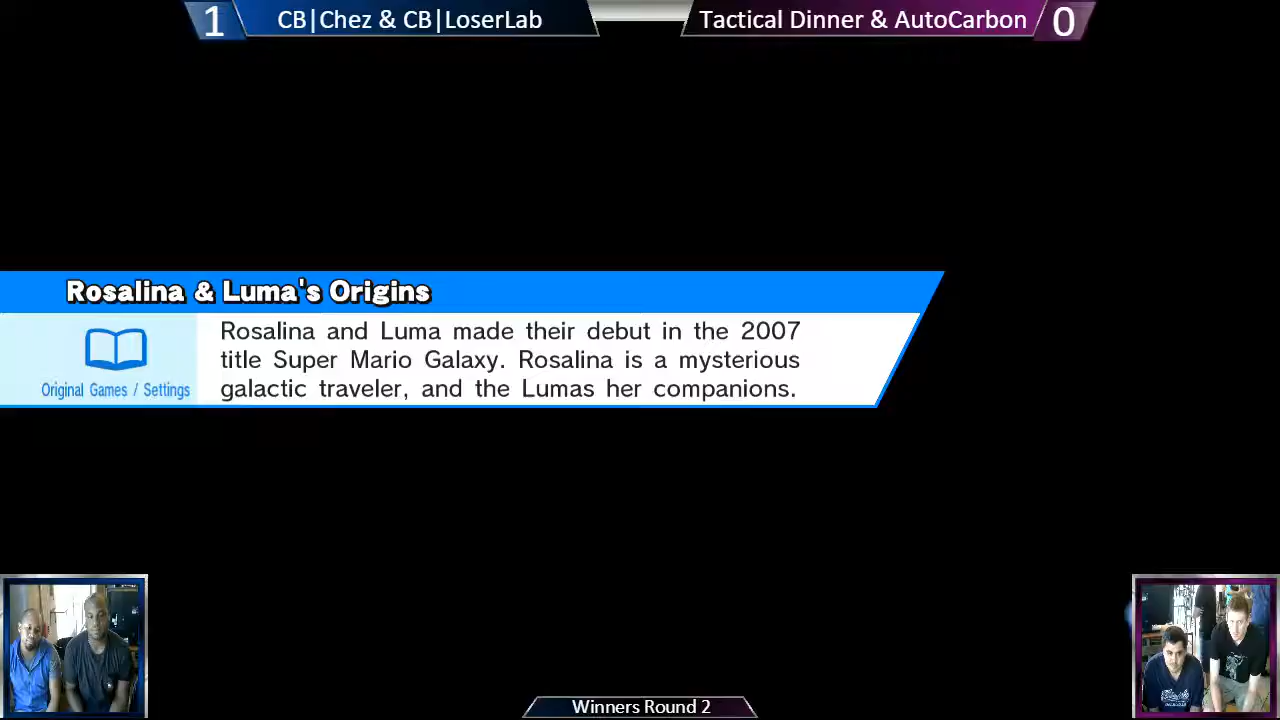 1 CB|Chez & CB|LoserLab Tactical Dinner & AutoCarbon 0
Rosalina & Luma's Origins
Rosalina and Luma made their debut in the 2007
title Super Mario Galaxy. Rosalina is a mysterious
galactic traveler, and the Lumas her companions.
Original Games / Settings
Winners Round 2